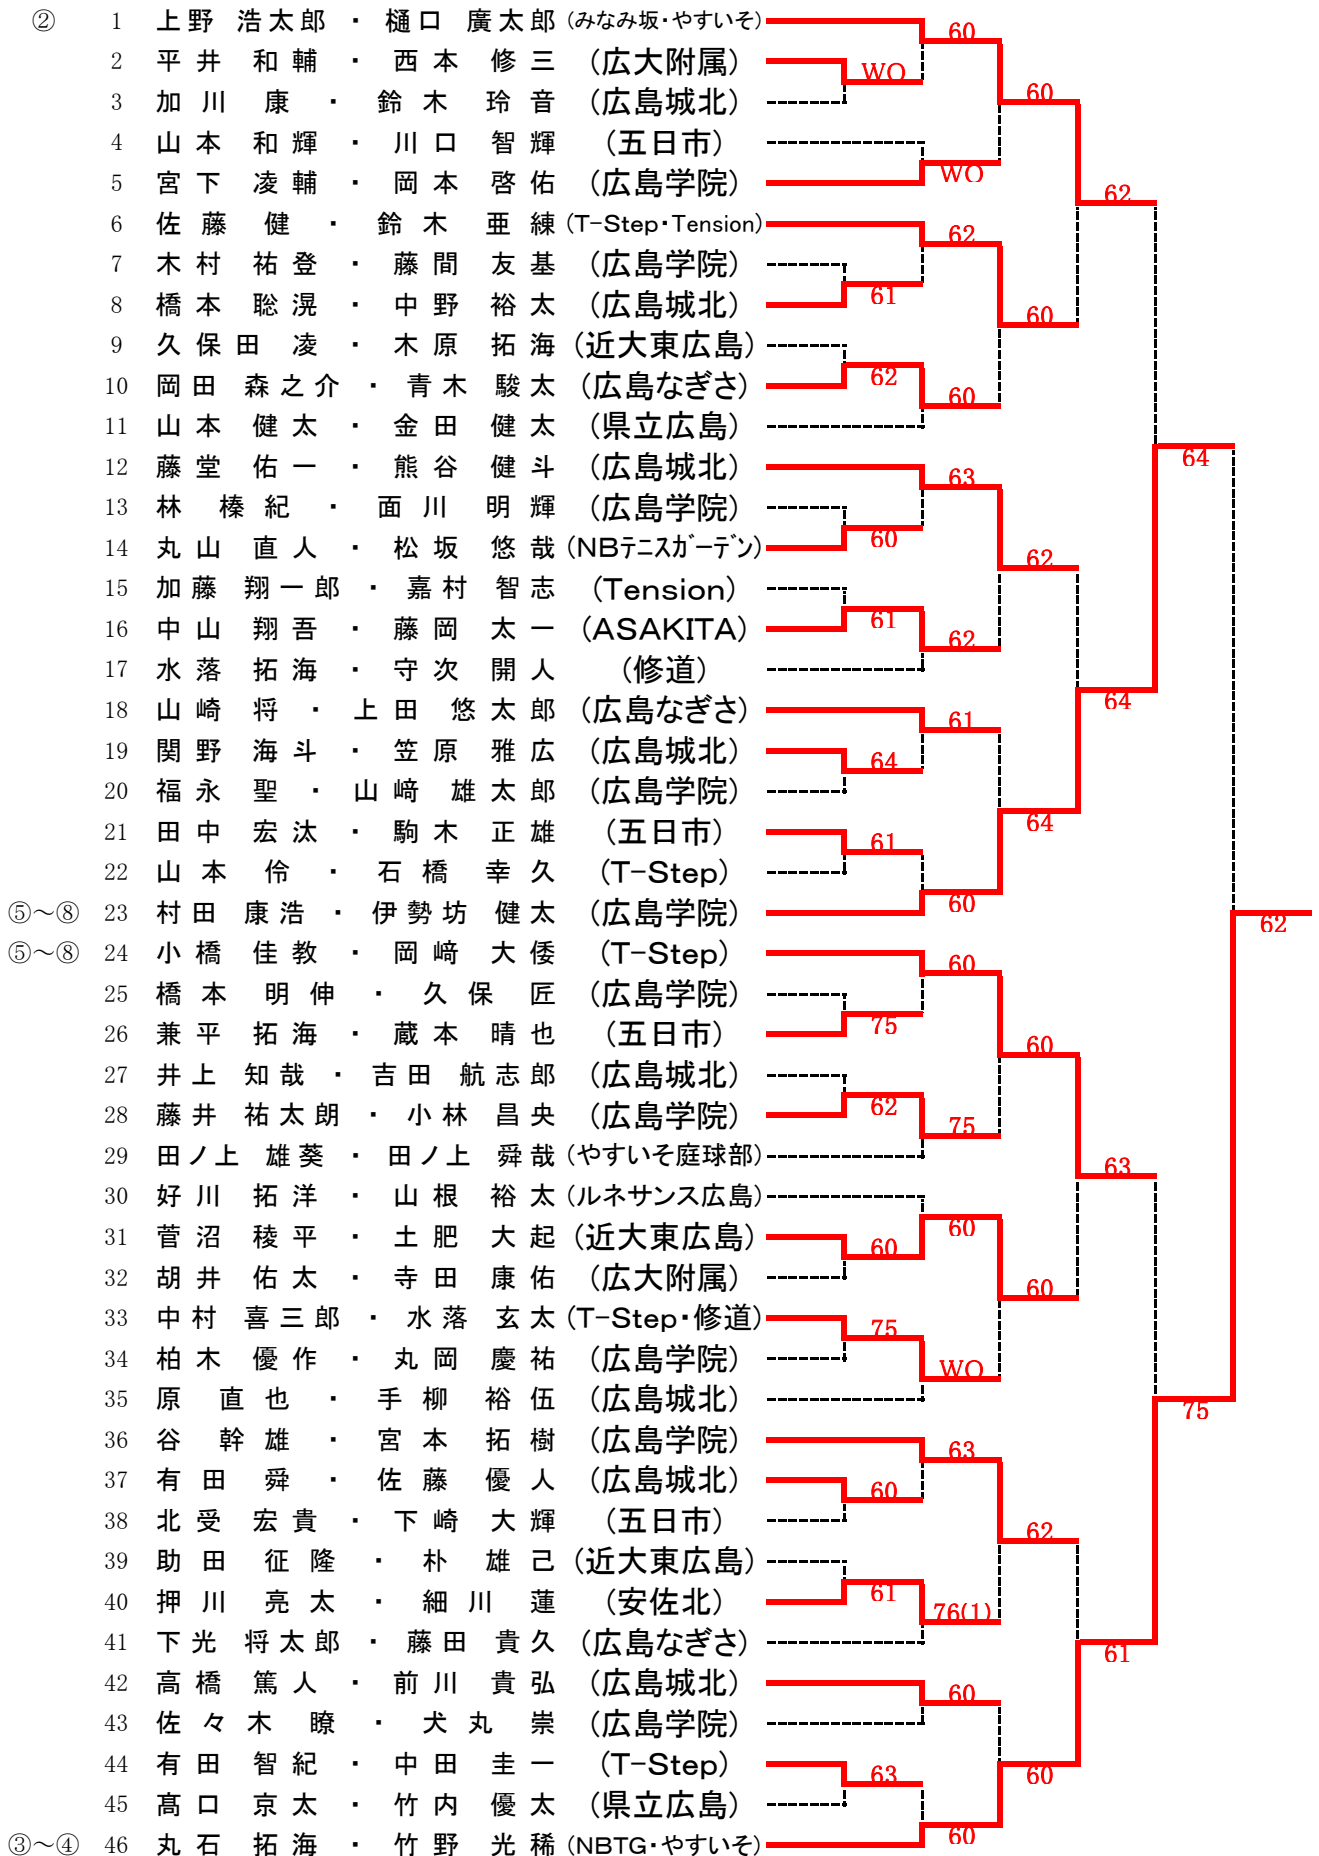 ② 1 上野 浩太郎 ・ 樋口 廣太郎 (みなみ坂・やすいそ)
60
2 平井 和輔 ・ 西本 修三 (広大附属)
WO
3 加川 康 ・ 鈴木 玲音 (広島城北)
60
4 山本 和輝 ・ 川口 智輝 (五日市)
WO
5 宮下 凌輔 ・ 岡本 啓佑 (広島学院)
62
6 佐藤 健 ・ 鈴木 亜練 (T-Step・Tension)
62
7 木村 祐登 ・ 藤間 友基 (広島学院)
61
8 橋本 聡滉 ・ 中野 裕太 (広島城北)
60
9 久保田 凌 ・ 木原 拓海 (近大東広島)
62
10 岡田 森之介 ・ 青木 駿太 (広島なぎさ)
60
11 山本 健太 ・ 金田 健太 (県立広島)
64
12 藤堂 佑一 ・ 熊谷 健斗 (広島城北)
63
13 林 榛紀 ・ 面川 明輝 (広島学院)
60
14 丸山 直人 ・ 松坂 悠哉 (NBテニスガーデン)
62
15 加藤 翔一郎 ・ 嘉村 智志 (Tension)
61
16 中山 翔吾 ・ 藤岡 太一 (ASAKITA)
62
17 水落 拓海 ・ 守次 開人 (修道)
64
18 山崎 将 ・ 上田 悠太郎 (広島なぎさ)
61
19 関野 海斗 ・ 笠原 雅広 (広島城北)
64
20 福永 聖 ・ 山﨑 雄太郎 (広島学院)
64
21 田中 宏汰 ・ 駒木 正雄 (五日市)
61
22 山本 伶 ・ 石橋 幸久 (T-Step)
60
⑤～⑧ 23 村田 康浩 ・ 伊勢坊 健太 (広島学院)
62
⑤～⑧ 24 小橋 佳教 ・ 岡﨑 大倭 (T-Step)
60
25 橋本 明伸 ・ 久保 匠 (広島学院)
75
26 兼平 拓海 ・ 蔵本 晴也 (五日市)
60
27 井上 知哉 ・ 吉田 航志郎 (広島城北)
62
28 藤井 祐太朗 ・ 小林 昌央 (広島学院)
75
29 田ノ上 雄葵 ・ 田ノ上 舜哉 (やすいそ庭球部)
63
30 好川 拓洋 ・ 山根 裕太 (ルネサンス広島)
60
31 菅沼 稜平 ・ 土肥 大起 (近大東広島)
60
32 胡井 佑太 ・ 寺田 康佑 (広大附属)
60
33 中村 喜三郎 ・ 水落 玄太 (T-Step・修道)
75
34 柏木 優作 ・ 丸岡 慶祐 (広島学院)
WO
35 原 直也 ・ 手柳 裕伍 (広島城北)
75
36 谷 幹雄 ・ 宮本 拓樹 (広島学院)
63
37 有田 舜 ・ 佐藤 優人 (広島城北)
60
38 北受 宏貴 ・ 下崎 大輝 (五日市)
62
39 助田 征隆 ・ 朴 雄己 (近大東広島)
61
40 押川 亮太 ・ 細川 蓮 (安佐北)
76(1)
41 下光 将太郎 ・ 藤田 貴久 (広島なぎさ)
61
42 高橋 篤人 ・ 前川 貴弘 (広島城北)
60
43 佐々木 瞭 ・ 犬丸 崇 (広島学院)
44 有田 智紀 ・ 中田 圭一 (T-Step)
63
60
45 髙口 京太 ・ 竹内 優太 (県立広島)
60
③～④ 46 丸石 拓海 ・ 竹野 光稀 (NBTG・やすいそ)